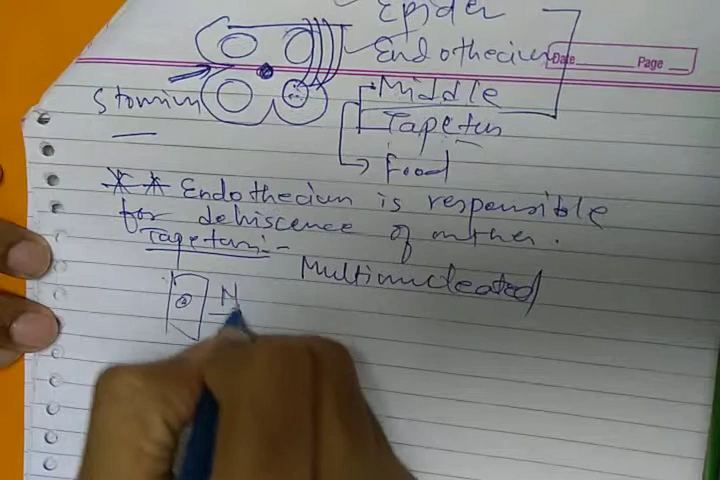 Epider
Endothecium
Date Page
Middle
Stomium
Tapetum
Food
** Endothecium is responsible
for dehiscence of anther.
Tapetum:-
Multinucleated
N